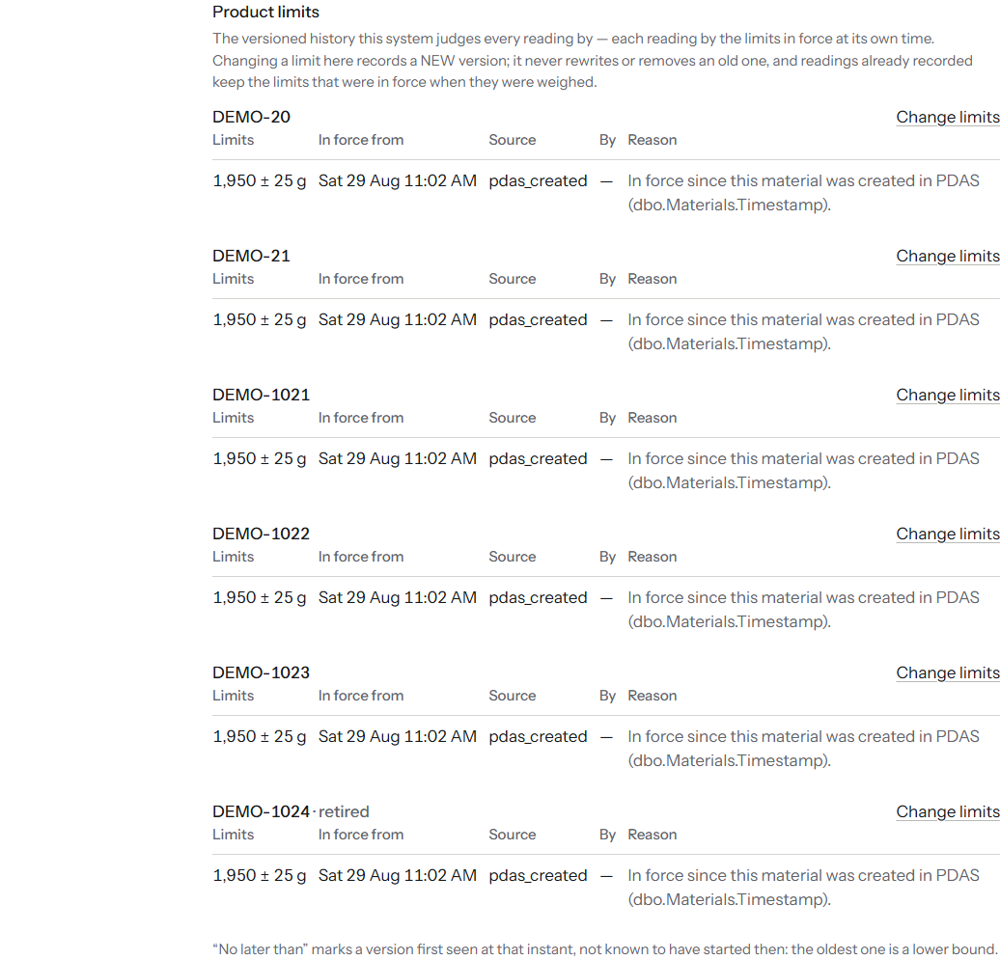 Product limits
The versioned history this system judges every reading by — each reading by the limits in force at its own time.
Changing a limit here records a NEW version; it never rewrites or removes an old one, and readings already recorded
keep the limits that were in force when they were weighed.
DEMO-20 Change limits
Limits In force from Source By Reason
1,950 ± 25 g Sat 29 Aug 11:02 AM pdas_created — In force since this material was created in PDAS
(dbo.Materials.Timestamp).
DEMO-21 Change limits
Limits In force from Source By Reason
1,950 ± 25 g Sat 29 Aug 11:02 AM pdas_created — In force since this material was created in PDAS
(dbo.Materials.Timestamp).
DEMO-1021 Change limits
Limits In force from Source By Reason
1,950 ± 25 g Sat 29 Aug 11:02 AM pdas_created — In force since this material was created in PDAS
(dbo.Materials.Timestamp).
DEMO-1022 Change limits
Limits In force from Source By Reason
1,950 ± 25 g Sat 29 Aug 11:02 AM pdas_created — In force since this material was created in PDAS
(dbo.Materials.Timestamp).
DEMO-1023 Change limits
Limits In force from Source By Reason
1,950 ± 25 g Sat 29 Aug 11:02 AM pdas_created — In force since this material was created in PDAS
(dbo.Materials.Timestamp).
DEMO-1024 · retired Change limits
Limits In force from Source By Reason
1,950 ± 25 g Sat 29 Aug 11:02 AM pdas_created — In force since this material was created in PDAS
(dbo.Materials.Timestamp).
“No later than” marks a version first seen at that instant, not known to have started then: the oldest one is a lower bound.